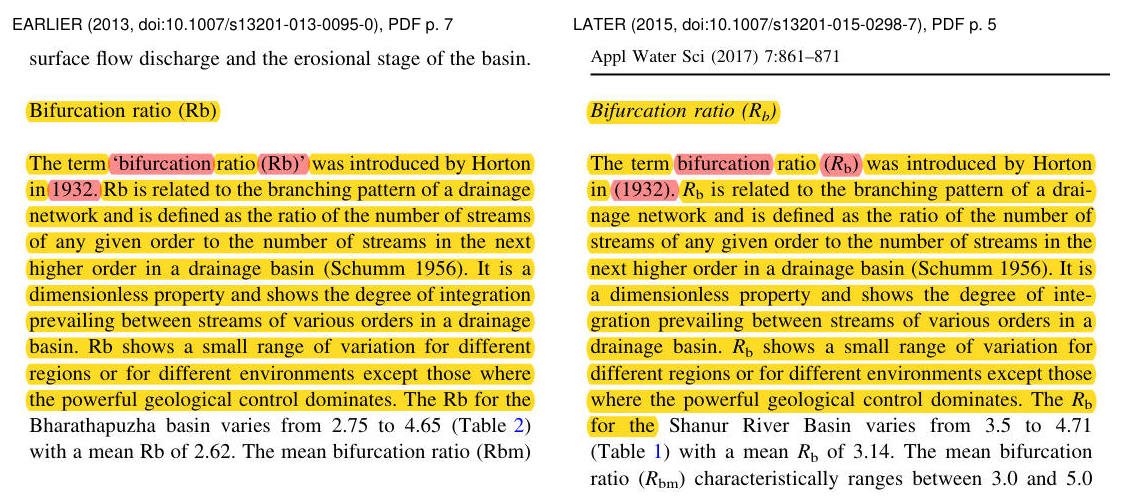 EARLIER (2013, doi:10.1007/s13201-013-0095-0), PDF p. 7
surface flow discharge and the erosional stage of the basin.
Bifurcation ratio (Rb)
The term ‘bifurcation ratio (Rb)’ was introduced by Horton
in 1932. Rb is related to the branching pattern of a drainage
network and is defined as the ratio of the number of streams
of any given order to the number of streams in the next
higher order in a drainage basin (Schumm 1956). It is a
dimensionless property and shows the degree of integration
prevailing between streams of various orders in a drainage
basin. Rb shows a small range of variation for different
regions or for different environments except those where
the powerful geological control dominates. The Rb for the
Bharathapuzha basin varies from 2.75 to 4.65 (Table 2)
with a mean Rb of 2.62. The mean bifurcation ratio (Rbm)
LATER (2015, doi:10.1007/s13201-015-0298-7), PDF p. 5
Appl Water Sci (2017) 7:861–871
Bifurcation ratio (Rb)
The term bifurcation ratio (Rb) was introduced by Horton
in (1932). Rb is related to the branching pattern of a drai-
nage network and is defined as the ratio of the number of
streams of any given order to the number of streams in the
next higher order in a drainage basin (Schumm 1956). It is
a dimensionless property and shows the degree of inte-
gration prevailing between streams of various orders in a
drainage basin. Rb shows a small range of variation for
different regions or for different environments except those
where the powerful geological control dominates. The Rb
for the Shanur River Basin varies from 3.5 to 4.71
(Table 1) with a mean Rb of 3.14. The mean bifurcation
ratio (Rbm) characteristically ranges between 3.0 and 5.0